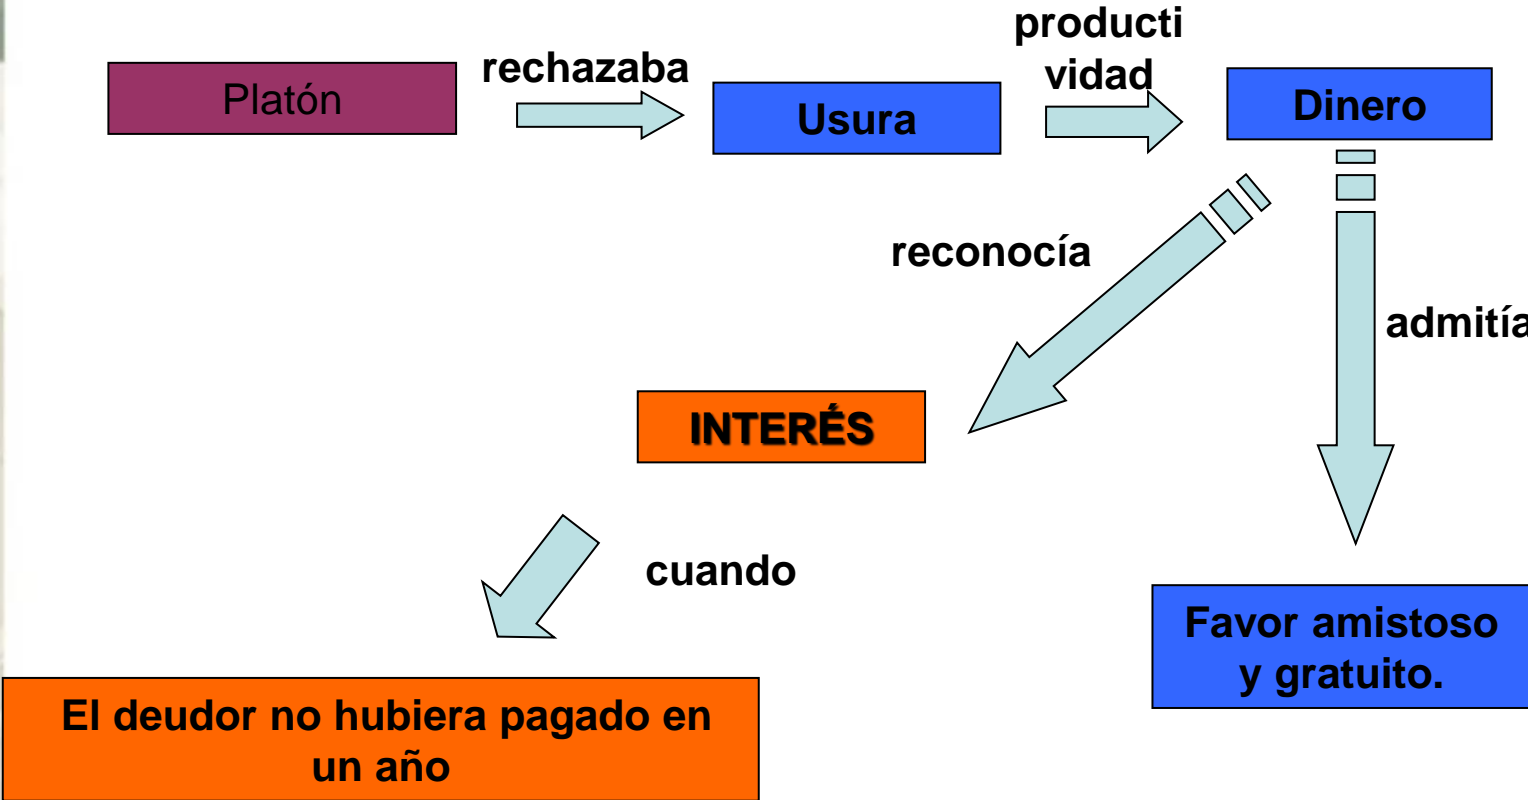 Platón
rechazaba
Usura
producti
vidad
Dinero
reconocía
admitía
INTERÉS
cuando
Favor amistoso
y gratuito.
El deudor no hubiera pagado en
un año